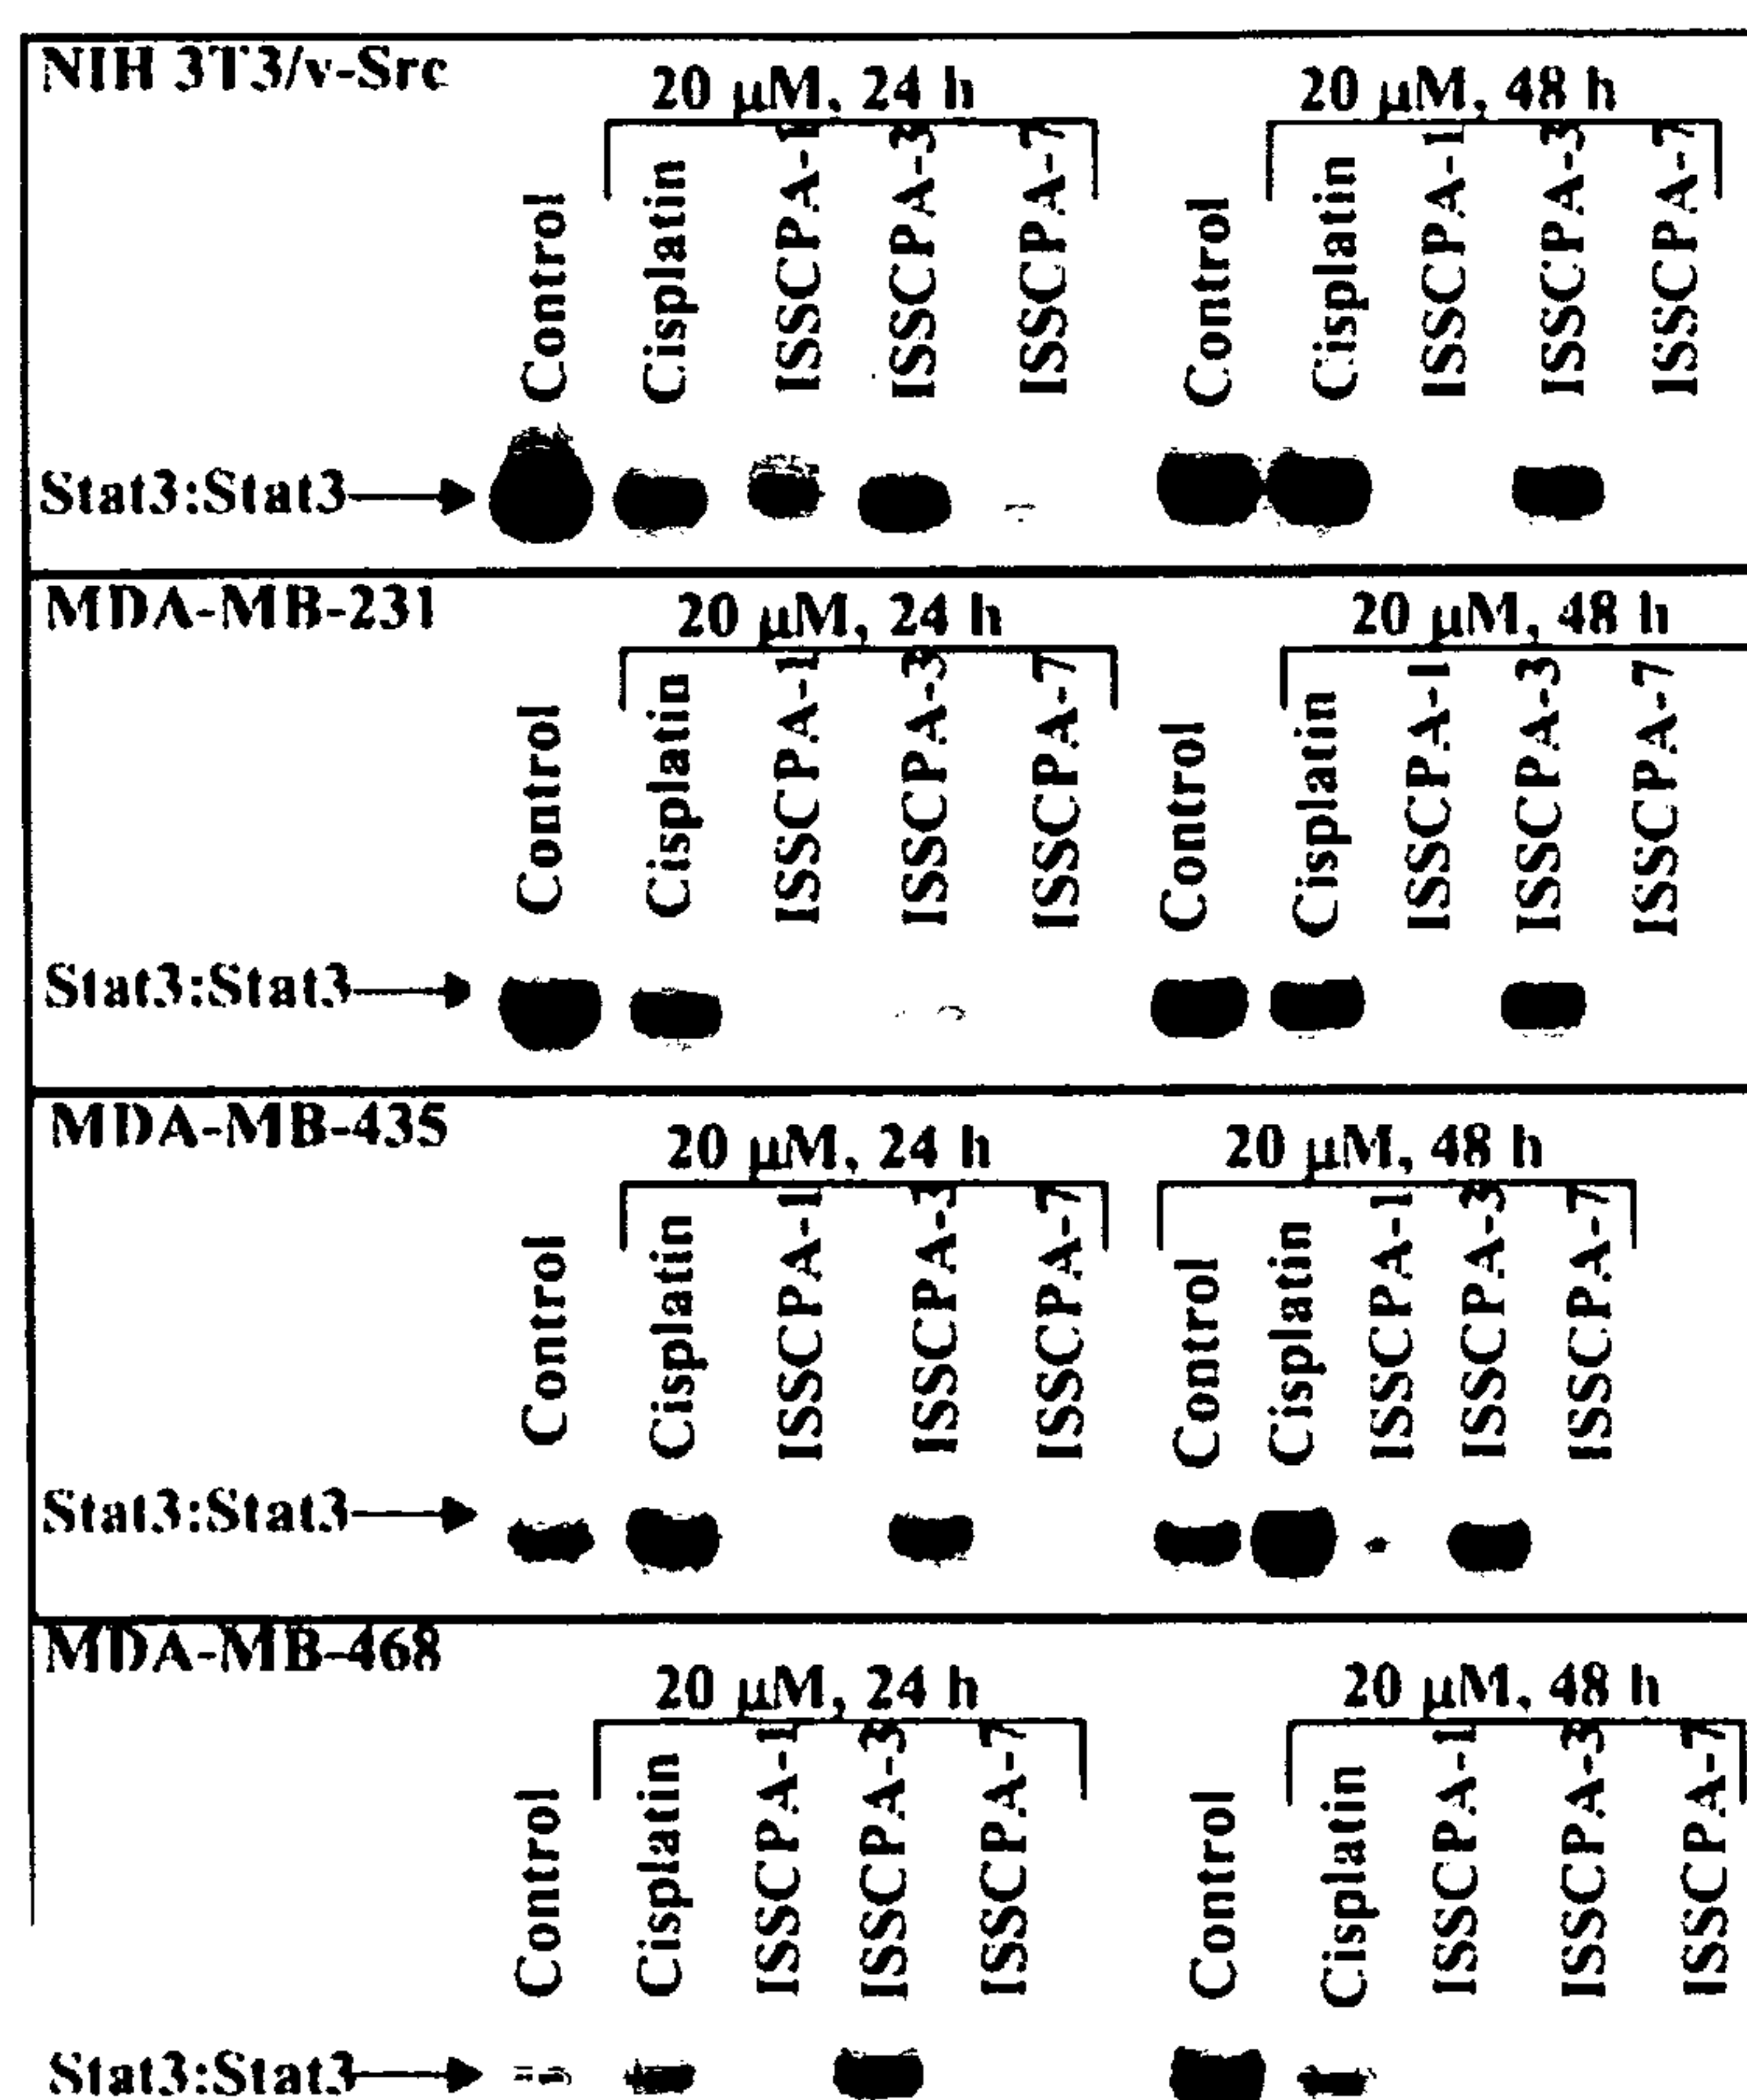 NIH 3T3/v-Src
20 µM, 24 h
20 µM, 48 h
Control
Cisplatin
ISSCPA-1
ISSCPA-3
ISSCPA-7
Control
Cisplatin
ISSCPA-1
ISSCPA-3
ISSCPA-7
Stat3:Stat3
MDA-MB-231
20 µM, 24 h
20 µM, 48 h
Control
Cisplatin
ISSCPA-1
ISSCPA-3
ISSCPA-7
Control
Cisplatin
ISSCPA-1
ISSCPA-3
ISSCPA-7
Stat3:Stat3
MDA-MB-435
20 µM, 24 h
20 µM, 48 h
Control
Cisplatin
ISSCPA-1
ISSCPA-3
ISSCPA-7
Control
Cisplatin
ISSCPA-1
ISSCPA-3
ISSCPA-7
Stat3:Stat3
MDA-MB-468
20 µM, 24 h
20 µM, 48 h
Control
Cisplatin
ISSCPA-1
ISSCPA-3
ISSCPA-7
Control
Cisplatin
ISSCPA-1
ISSCPA-3
ISSCPA-7
Stat3:Stat3